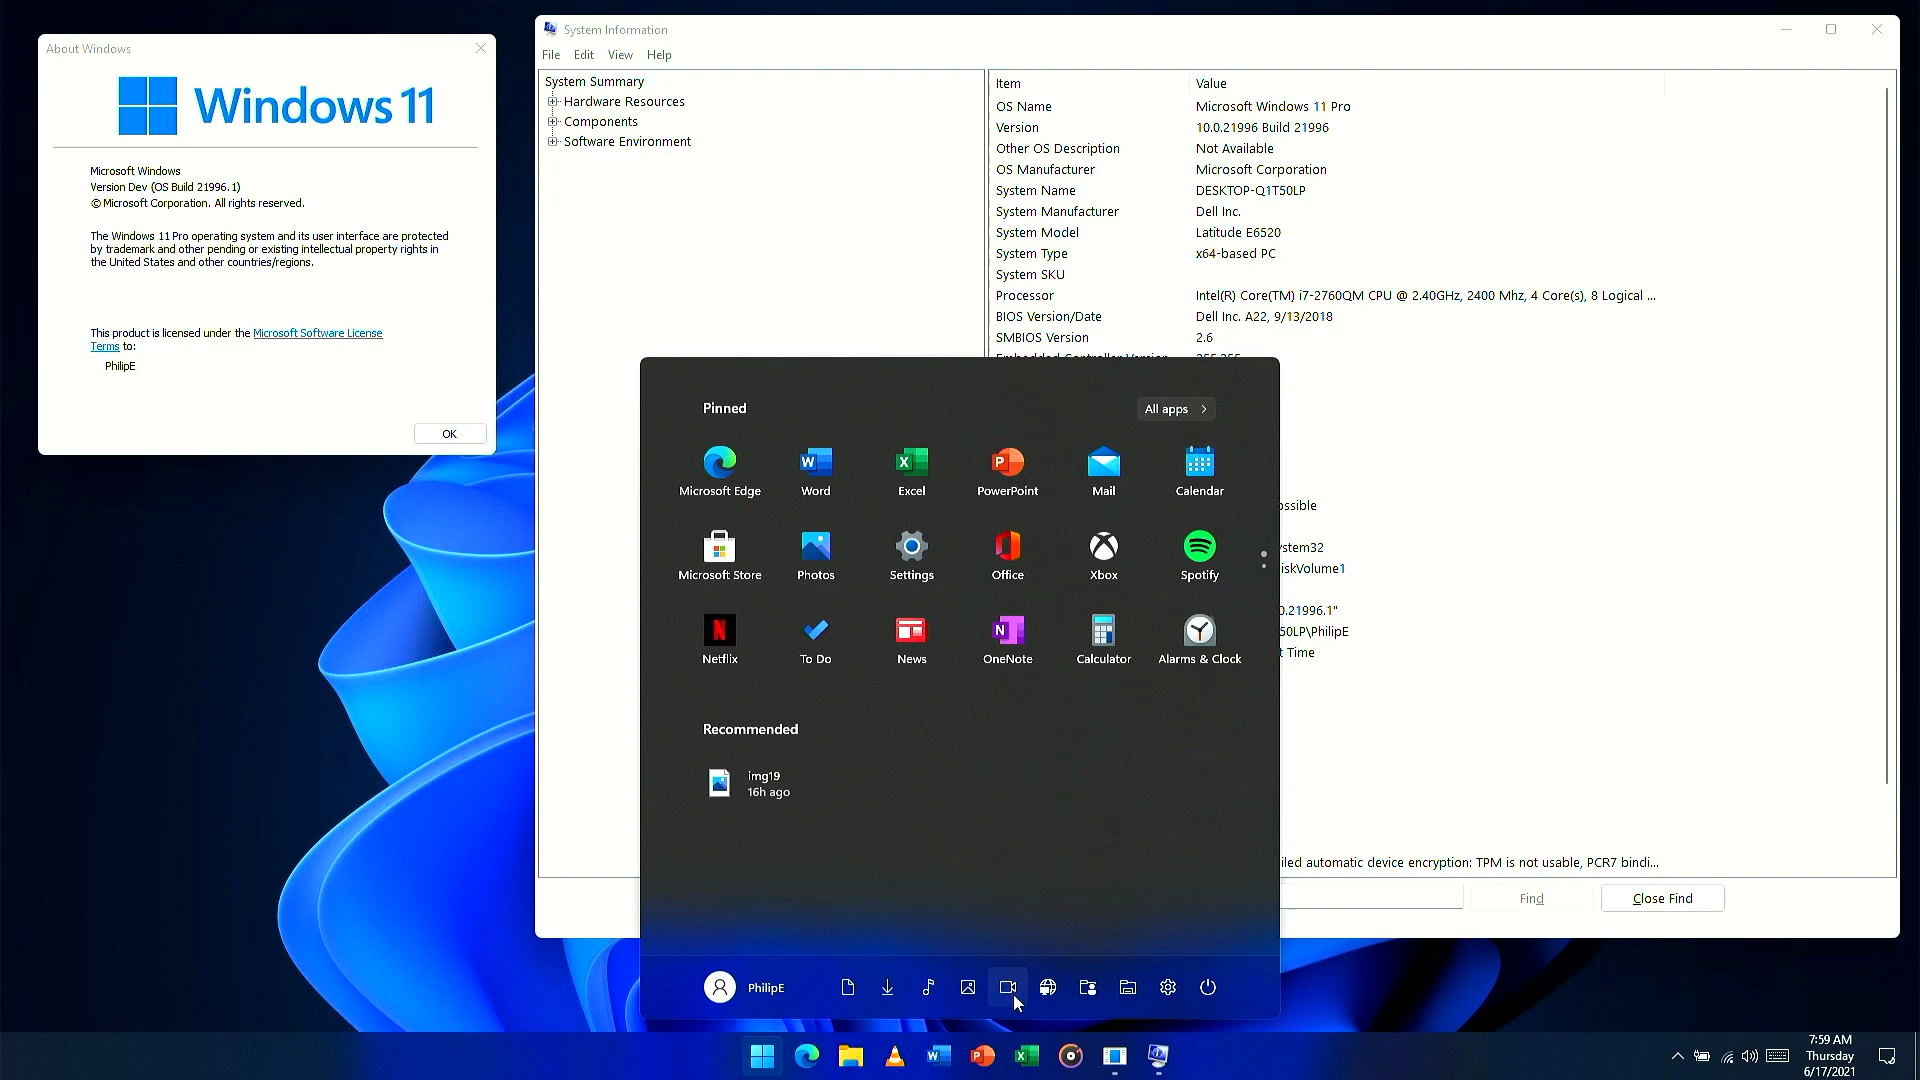 About Windows
Windows 11
Microsoft Windows
Version Dev (OS Build 21996.1)
© Microsoft Corporation. All rights reserved.
The Windows 11 Pro operating system and its user interface are protected
by trademark and other pending or existing intellectual property rights in
the United States and other countries/regions.
This product is licensed under the Microsoft Software License
Terms to:
PhilipE
OK
System Information
File Edit View Help
System Summary
Hardware Resources
Components
Software Environment
Item Value
OS Name Microsoft Windows 11 Pro
Version 10.0.21996 Build 21996
Other OS Description Not Available
OS Manufacturer Microsoft Corporation
System Name DESKTOP-Q1T50LP
System Manufacturer Dell Inc.
System Model Latitude E6520
System Type x64-based PC
System SKU
Processor Intel(R) Core(TM) i7-2760QM CPU @ 2.40GHz, 2400 Mhz, 4 Core(s), 8 Logical ...
BIOS Version/Date Dell Inc. A22, 9/13/2018
SMBIOS Version 2.6
ossible
ystem32
iskVolume1
0.21996.1"
50LP\PhilipE
t Time
iled automatic device encryption: TPM is not usable, PCR7 bindi...
Find Close Find
Pinned All apps
Microsoft Edge Word Excel PowerPoint Mail Calendar
Microsoft Store Photos Settings Office Xbox Spotify
Netflix To Do News OneNote Calculator Alarms & Clock
Recommended
img19
16h ago
PhilipE
7:59 AM
Thursday
6/17/2021